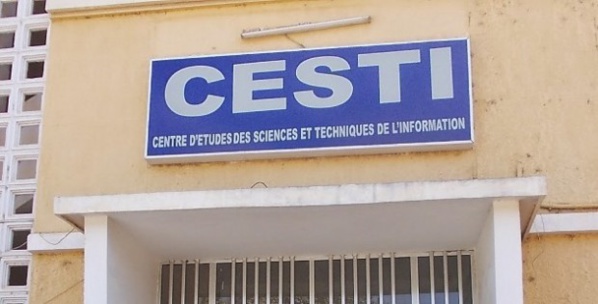 CESTI
CENTRE D'ETUDES DES SCIENCES ET TECHNIQUES DE L'INFORMATION